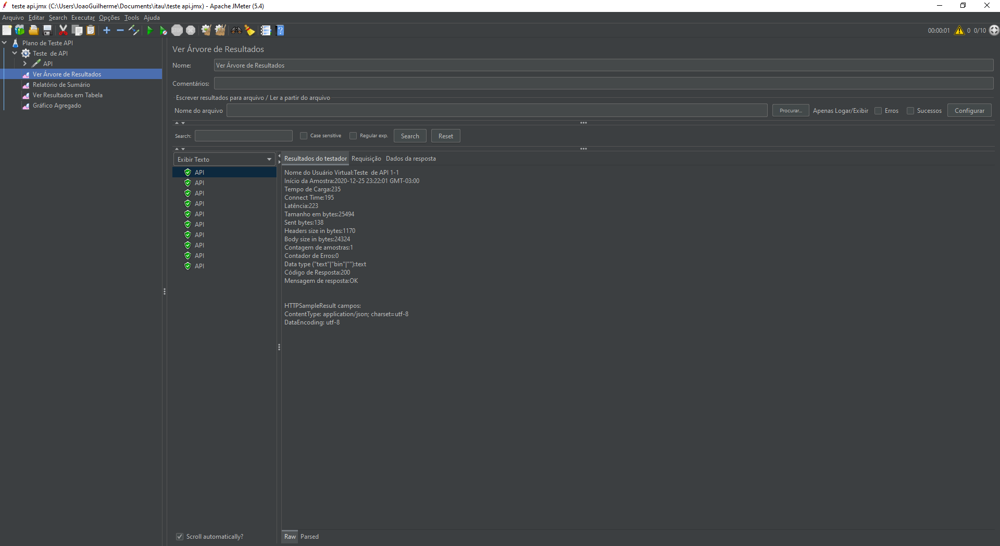 teste api.jmx (C:\Users\JoaoGuilherme\Documents\itau\teste api.jmx) - Apache JMeter (5.4)
Arquivo Editar Search Executar Opções Tools Ajuda
00:00:01 0 0/10
Plano de Teste API
Teste  de API
API
Ver Árvore de Resultados
Relatório de Sumário
Ver Resultados em Tabela
Gráfico Agregado
Ver Árvore de Resultados
Nome: Ver Árvore de Resultados
Comentários:
Escrever resultados para arquivo / Ler a partir do arquivo
Nome do arquivo Procurar... Apenas Logar/Exibir Erros Sucessos Configurar
Search: Case sensitive Regular exp. Search Reset
Exibir Texto
API
API
API
API
API
API
API
API
API
API
Scroll automatically?
Resultados do testador Requisição Dados da resposta
Nome do Usuário Virtual:Teste  de API 1-1
Início da Amostra:2020-12-25 23:22:01 GMT-03:00
Tempo de Carga:235
Connect Time:195
Latência:223
Tamanho em bytes:25494
Sent bytes:138
Headers size in bytes:1170
Body size in bytes:24324
Contagem de amostras:1
Contador de Erros:0
Data type ("text"|"bin"|""):text
Código de Resposta:200
Mensagem de resposta:OK
HTTPSampleResult campos:
ContentType: application/json; charset=utf-8
DataEncoding: utf-8
Raw Parsed